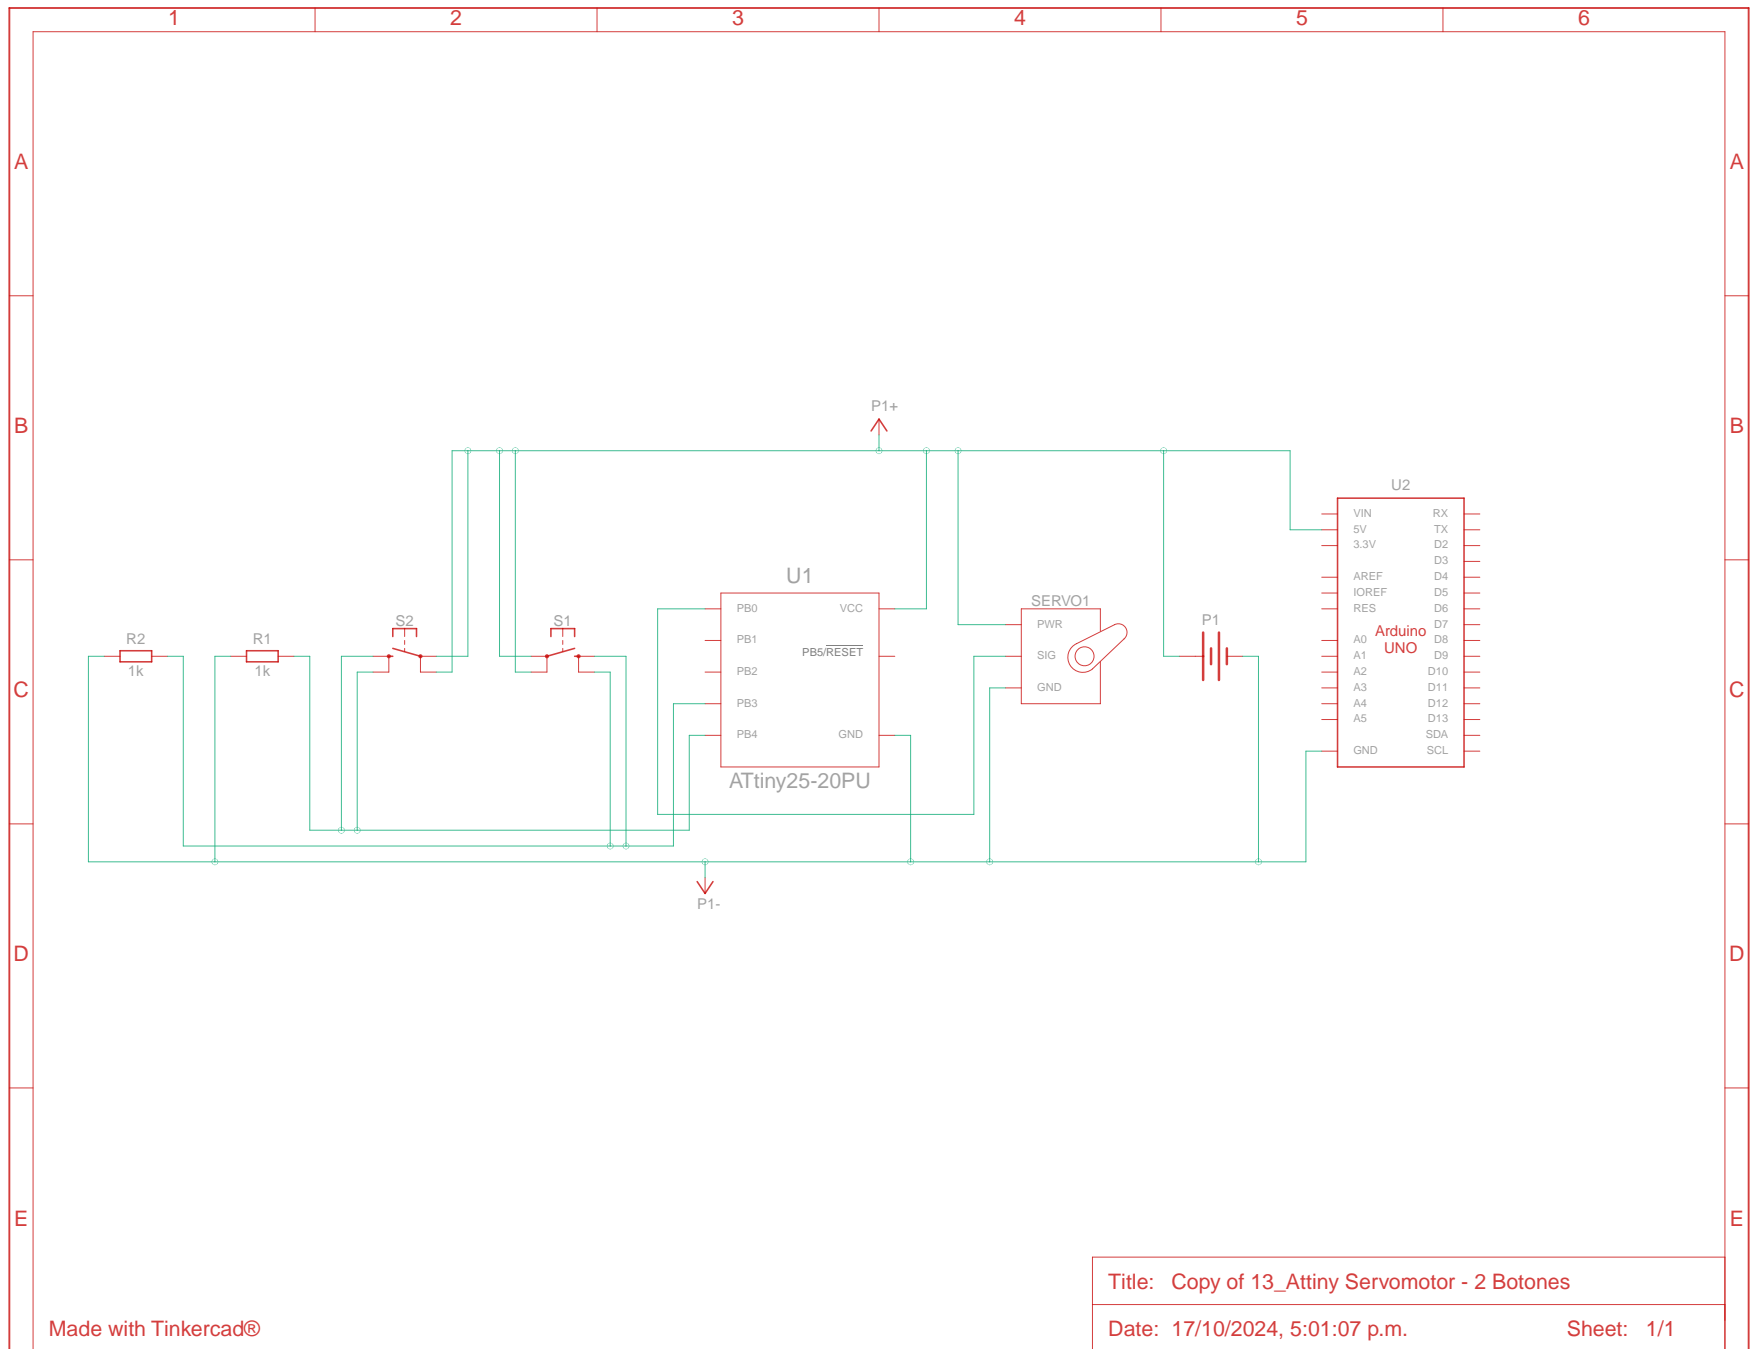 1 2 3 4 5 6
A A
P1+
B B
U2
VIN RX
5V TX
3.3V D2
D3
AREF D4
IOREF D5
RES D6
D7
A0 D8
A1 D9
A2 D10
A3 D11
A4 D12
A5 D13
SDA
GND SCL
Arduino
UNO
U1
PB0 VCC
PB1
PB5/RESET
PB2
PB3
PB4 GND
ATtiny25-20PU
SERVO1
PWR
SIG
GND
P1
S2
S1
R2
1k
R1
1k
C C
P1-
D D
E E
Title: Copy of 13_Attiny Servomotor - 2 Botones
Made with Tinkercad®
Date: 17/10/2024, 5:01:07 p.m. Sheet: 1/1